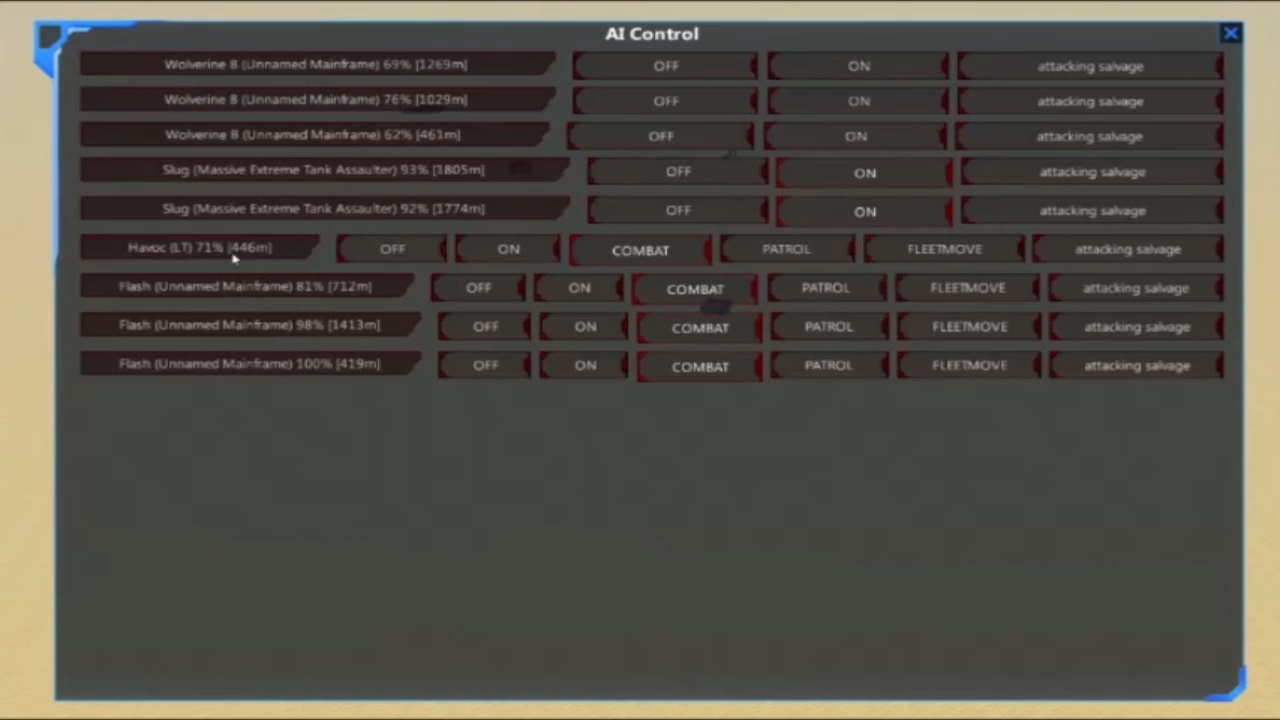 AI Control
Wolverine 8 (Unnamed Mainframe) 69% [1269m] OFF ON attacking salvage
Wolverine 8 (Unnamed Mainframe) 76% [1029m] OFF ON attacking salvage
Wolverine 8 (Unnamed Mainframe) 62% [461m] OFF ON attacking salvage
Slug (Massive Extreme Tank Assaulter) 93% [1805m] OFF ON attacking salvage
Slug (Massive Extreme Tank Assaulter) 92% [1774m] OFF ON attacking salvage
Havoc (LT) 71% [446m] OFF ON COMBAT PATROL FLEETMOVE attacking salvage
Flash (Unnamed Mainframe) 81% [712m] OFF ON COMBAT PATROL FLEETMOVE attacking salvage
Flash (Unnamed Mainframe) 98% [1413m] OFF ON COMBAT PATROL FLEETMOVE attacking salvage
Flash (Unnamed Mainframe) 100% [419m] OFF ON COMBAT PATROL FLEETMOVE attacking salvage